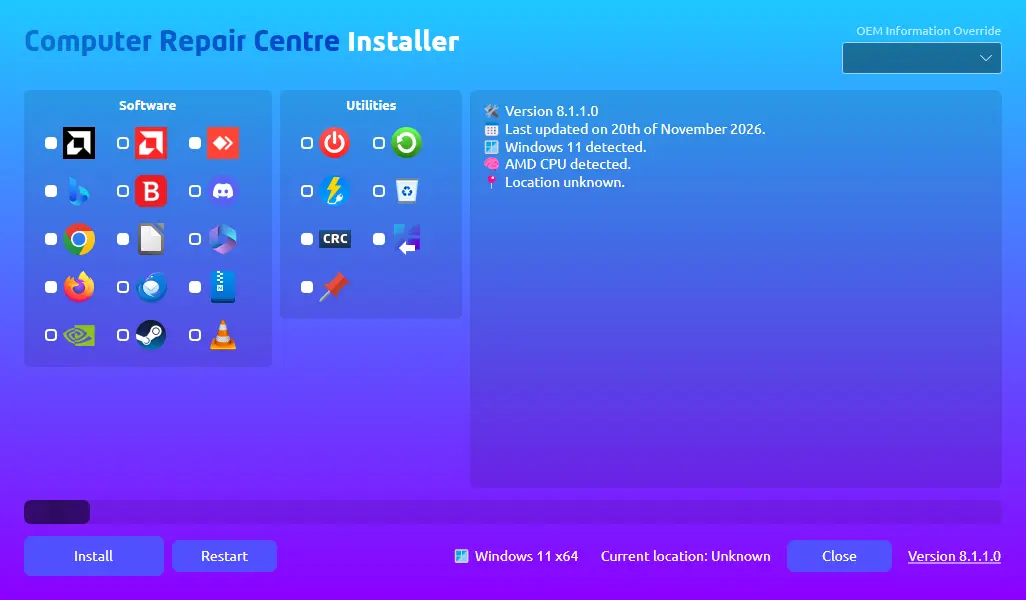 Computer Repair Centre Installer
OEM Information Override
Software
Utilities
B
CRC
Version 8.1.1.0
Last updated on 20th of November 2026.
Windows 11 detected.
AMD CPU detected.
Location unknown.
Install
Restart
Windows 11 x64
Current location: Unknown
Close
Version 8.1.1.0